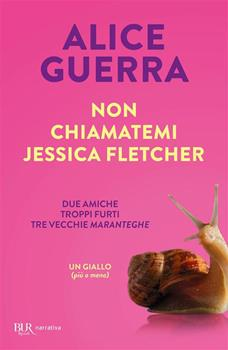 ALICE
GUERRA
NON
CHIAMATEMI
JESSICA FLETCHER
DUE AMICHE
TROPPI FURTI
TRE VECCHIE MARANTEGHE
UN GIALLO
(più o meno)
BUR
narrativa